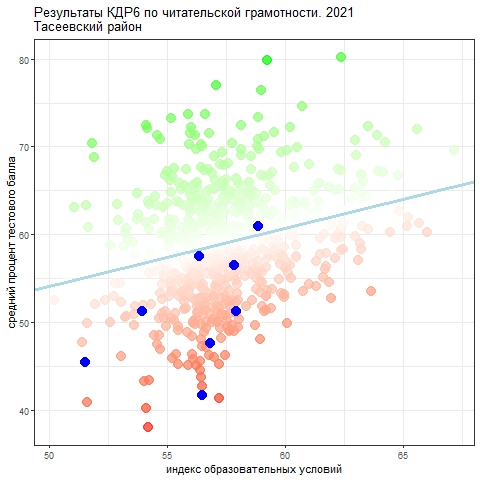 Результаты КДР6 по читательской грамотности. 2021
Тасеевский район
средний процент тестового балла
80
70
60
50
40
50
55
60
65
индекс образовательных условий